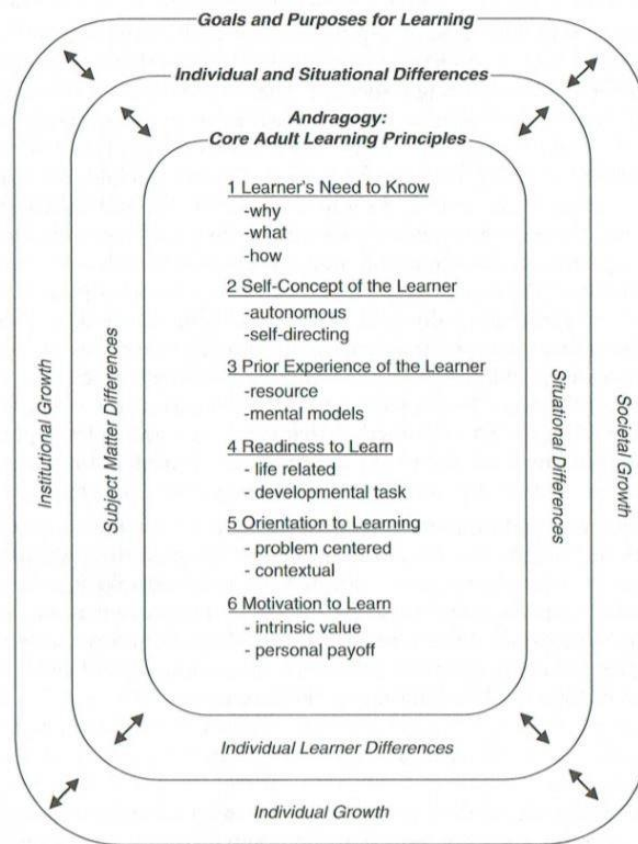 Goals and Purposes for Learning
Individual and Situational Differences
Andragogy:
Core Adult Learning Principles
1 Learner's Need to Know
-why
-what
-how
2 Self-Concept of the Learner
-autonomous
-self-directing
3 Prior Experience of the Learner
-resource
-mental models
4 Readiness to Learn
- life related
- developmental task
5 Orientation to Learning
- problem centered
- contextual
6 Motivation to Learn
- intrinsic value
- personal payoff
Institutional Growth
Subject Matter Differences
Situational Differences
Societal Growth
Individual Learner Differences
Individual Growth